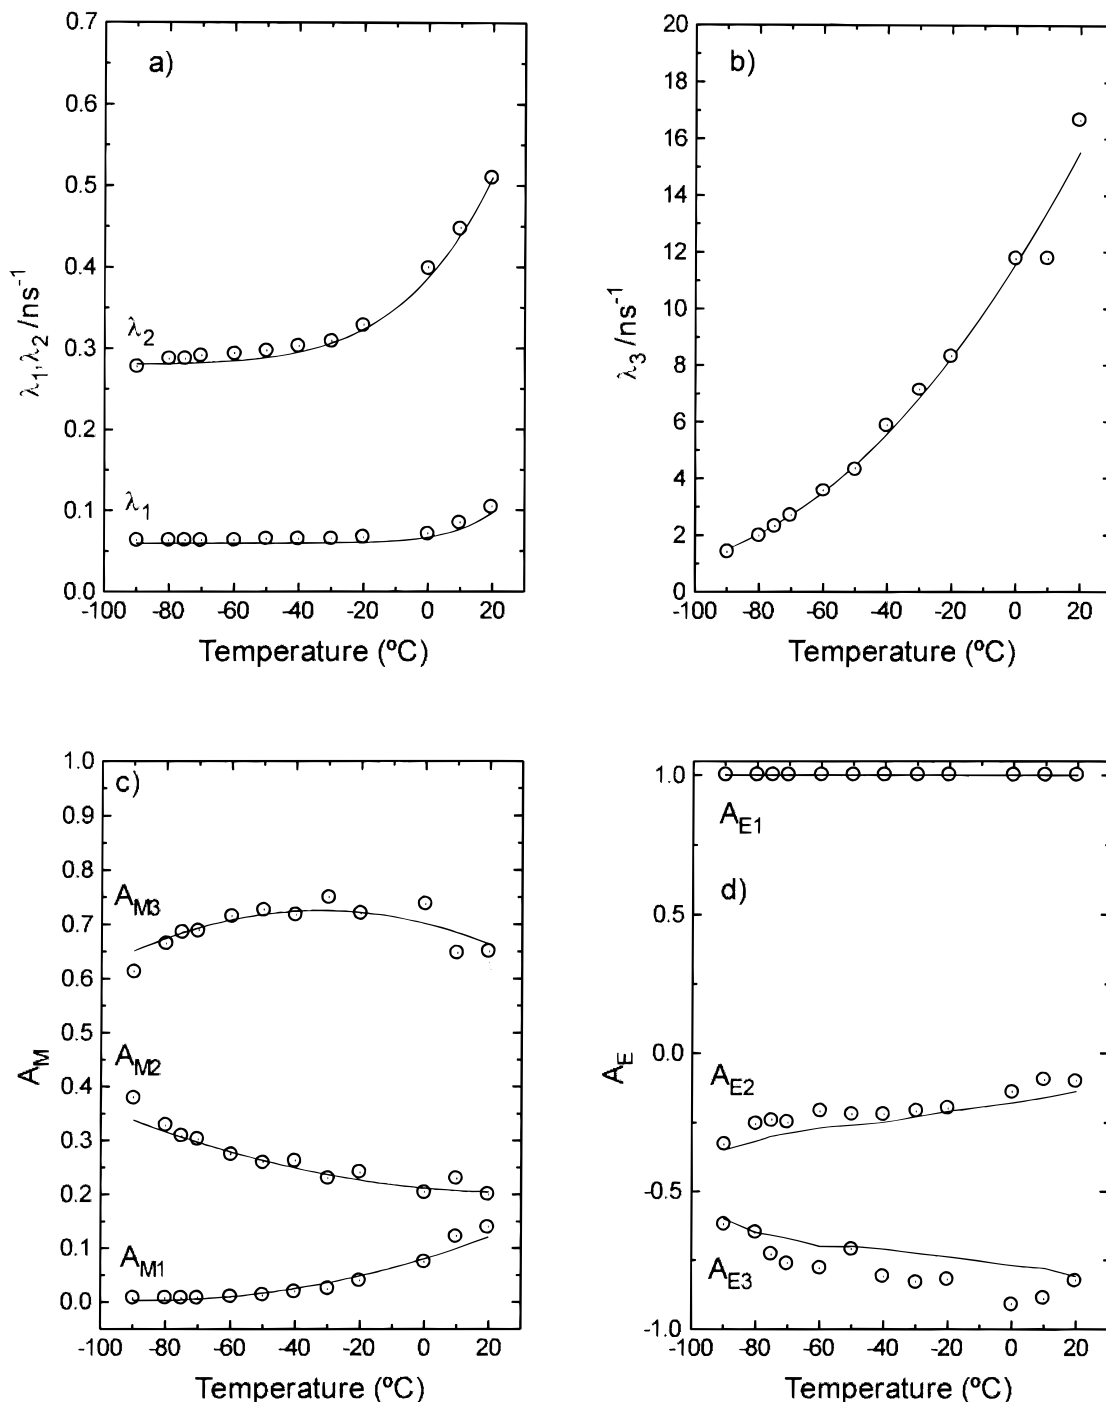 a)
0.7
0.6
0.5
0.4
0.3
0.2
0.1
0.0
λ1,λ2 /ns-1
λ2
λ1
-100 -80 -60 -40 -20 0 20
Temperature (ºC)
b)
20
18
16
14
12
10
8
6
4
2
0
λ3 /ns-1
-100 -80 -60 -40 -20 0 20
Temperature (ºC)
c)
1.0
0.9
0.8
0.7
0.6
0.5
0.4
0.3
0.2
0.1
0.0
AM
AM3
AM2
AM1
-100 -80 -60 -40 -20 0 20
Temperature (ºC)
1.0
0.5
0.0
-0.5
-1.0
AE
AE1
d)
AE2
AE3
-100 -80 -60 -40 -20 0 20
Temperature (ºC)